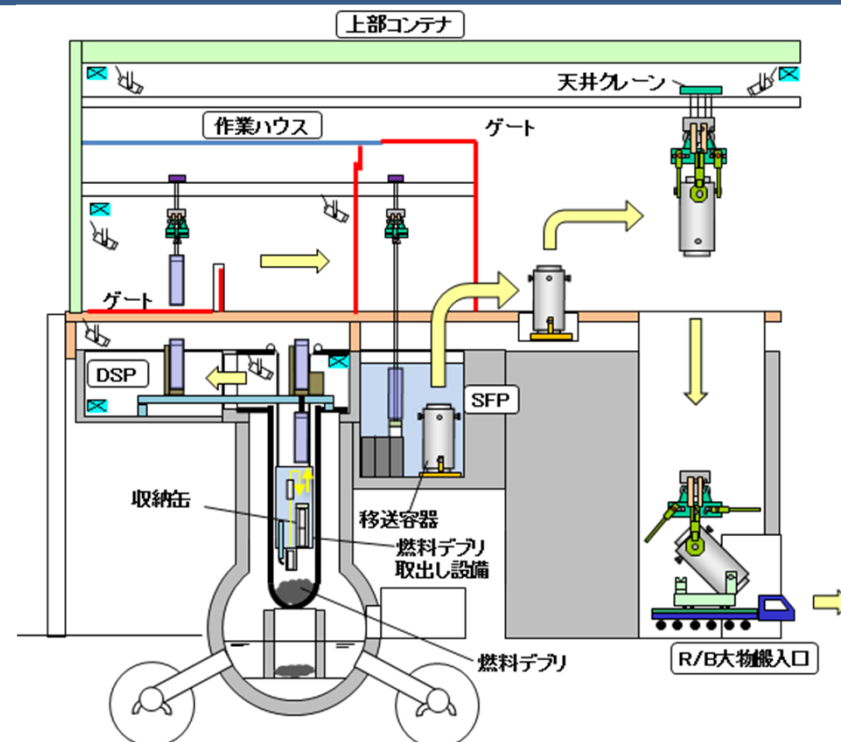 上部コンテナ
天井クレーン
作業ハウス
ゲート
ゲート
DSP
SFP
収納缶
移送容器
燃料デブリ
取出し設備
燃料デブリ
R/B大物搬入口